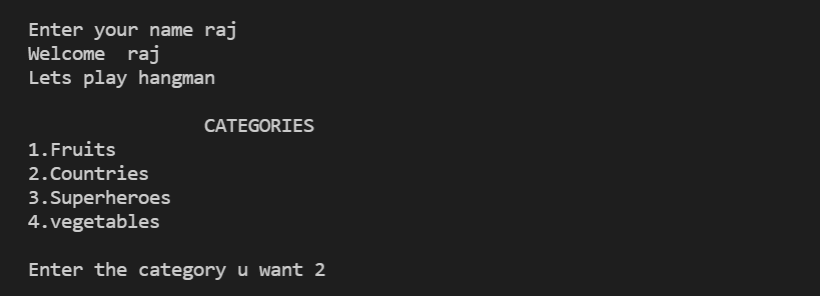 Enter your name raj
Welcome  raj
Lets play hangman
CATEGORIES
1.Fruits
2.Countries
3.Superheroes
4.vegetables
Enter the category u want 2